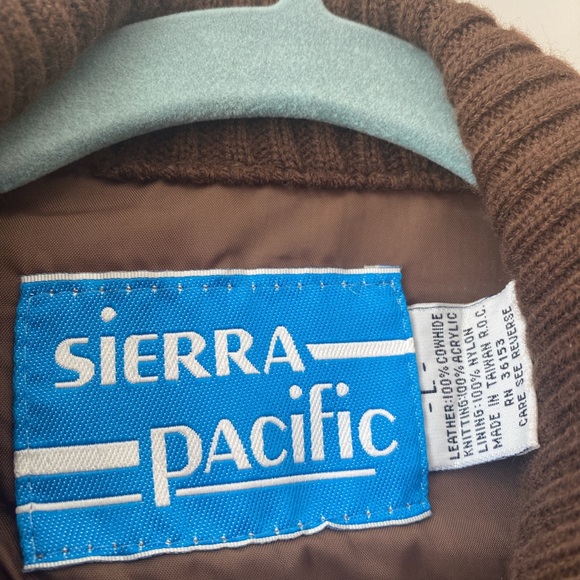 SiERRA
pACific
- L -
LEATHER:100% COWHIDE
KNITTING:100% ACRYLIC
LINING:100% NYLON
MADE IN TAIWAN R.O.C.
RN 36153
CARE SEE REVERSE